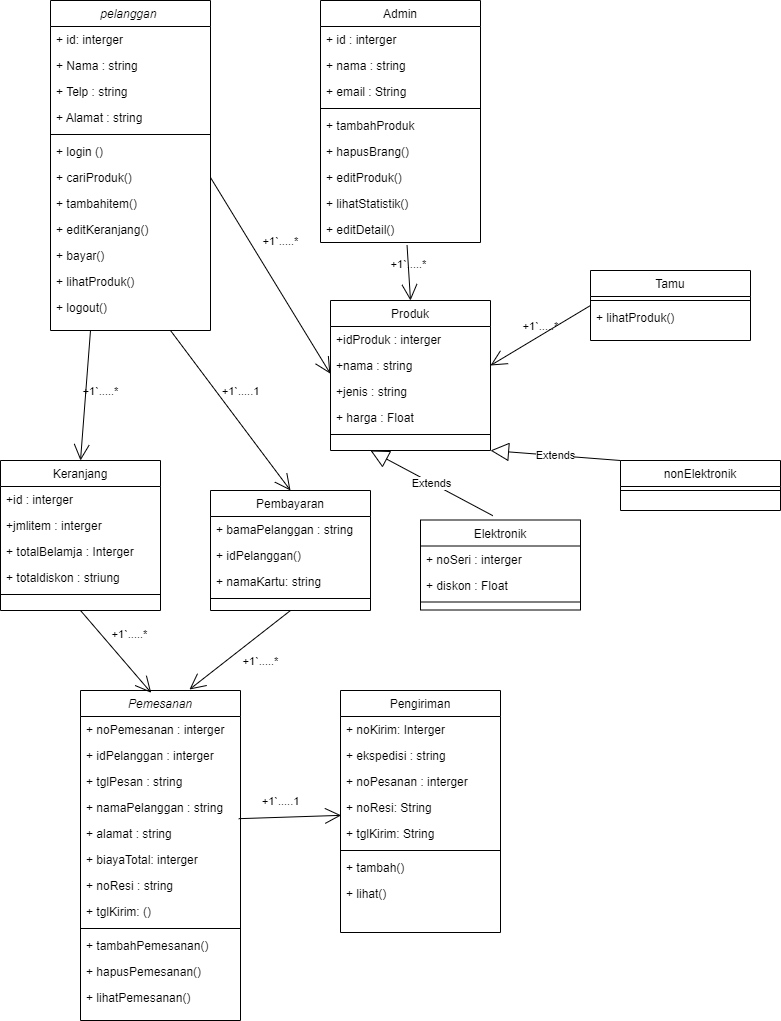 pelanggan
+ id: interger
+ Nama : string
+ Telp : string
+ Alamat : string
+ login ()
+ cariProduk()
+ tambahitem()
+ editKeranjang()
+ bayar()
+ lihatProduk()
+ logout()
Admin
+ id : interger
+ nama : string
+ email : String
+ tambahProduk
+ hapusBrang()
+ editProduk()
+ lihatStatistik()
+ editDetail()
+1`.....*
+1`.....*
Tamu
+ lihatProduk()
+1`.....*
Produk
+idProduk : interger
+nama : string
+jenis : string
+ harga : Float
+1`.....*
+1`.....1
Extends
Extends
nonElektronik
Elektronik
+ noSeri : interger
+ diskon : Float
Keranjang
+id : interger
+jmlitem : interger
+ totalBelamja : Interger
+ totaldiskon : striung
Pembayaran
+ bamaPelanggan : string
+ idPelanggan()
+ namaKartu: string
+1`.....*
+1`.....*
Pemesanan
+ noPemesanan : interger
+ idPelanggan : interger
+ tglPesan : string
+ namaPelanggan : string
+ alamat : string
+ biayaTotal: interger
+ noResi : string
+ tglKirim: ()
+ tambahPemesanan()
+ hapusPemesanan()
+ lihatPemesanan()
+1`.....1
Pengiriman
+ noKirim: Interger
+ ekspedisi : string
+ noPesanan : interger
+ noResi: String
+ tglKirim: String
+ tambah()
+ lihat()